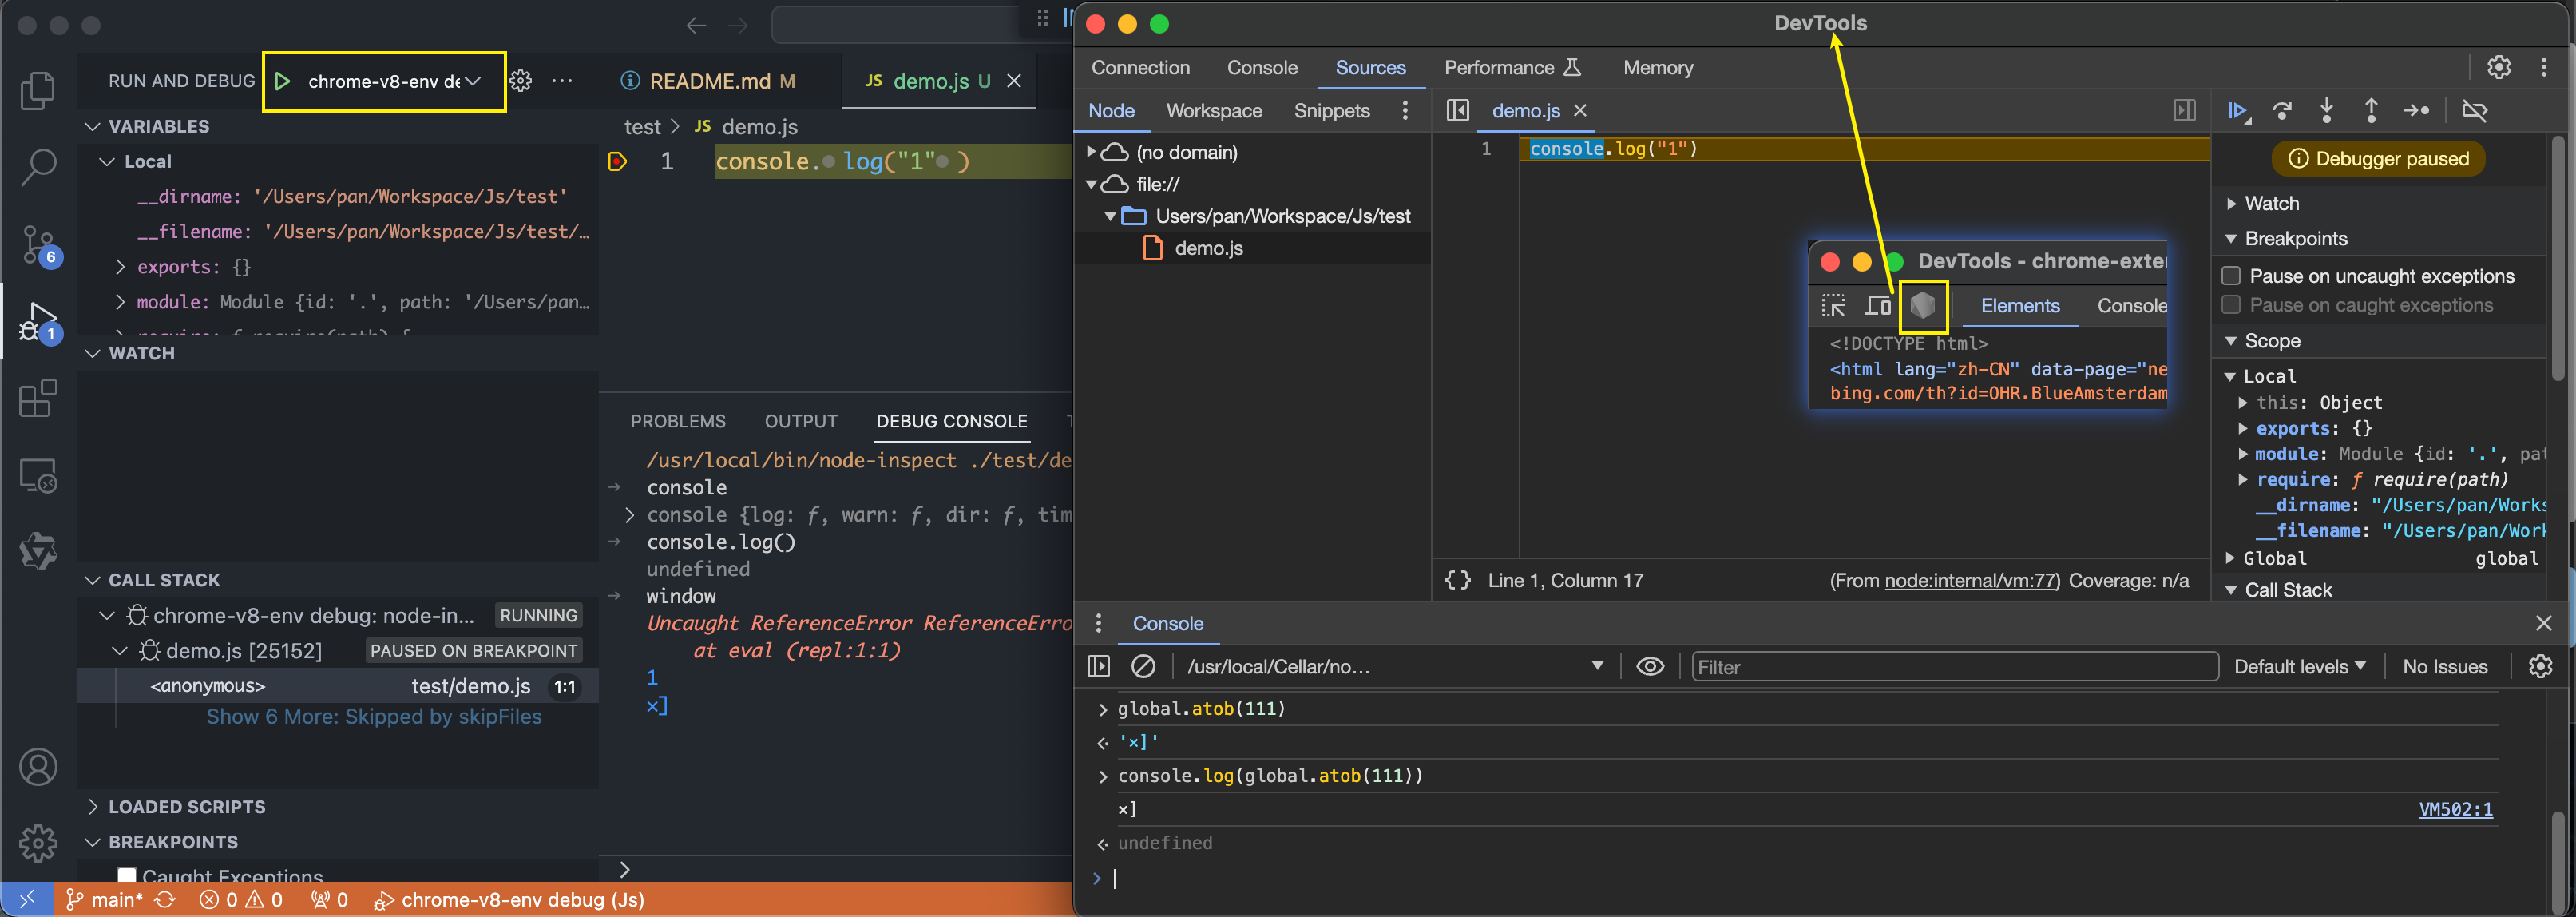 RUN AND DEBUG
chrome-v8-env de
README.md M
JS demo.js U
VARIABLES
Local
__dirname: '/Users/pan/Workspace/Js/test'
__filename: '/Users/pan/Workspace/Js/test/…
exports: {}
module: Module {id: '.', path: '/Users/pan…
require: ƒ require(path) {
WATCH
CALL STACK
chrome-v8-env debug: node-in… RUNNING
demo.js [25152] PAUSED ON BREAKPOINT
<anonymous> test/demo.js 1:1
Show 6 More: Skipped by skipFiles
LOADED SCRIPTS
BREAKPOINTS
Caught Exceptions
6
1
test > JS demo.js
1 console.log("1")
PROBLEMS OUTPUT DEBUG CONSOLE
/usr/local/bin/node-inspect ./test/de
console
console {log: ƒ, warn: ƒ, dir: ƒ, tim
console.log()
undefined
window
Uncaught ReferenceError ReferenceErro
at eval (repl:1:1)
1
×]
main* 0 0 0 chrome-v8-env debug (Js)
DevTools
Connection Console Sources Performance Memory
Node Workspace Snippets
demo.js
(no domain)
file://
Users/pan/Workspace/Js/test
demo.js
1 console.log("1")
DevTools - chrome-exter
Elements Console
<!DOCTYPE html>
<html lang="zh-CN" data-page="ne
bing.com/th?id=OHR.BlueAmsterdam
{} Line 1, Column 17 (From node:internal/vm:77) Coverage: n/a
Debugger paused
Watch
Breakpoints
Pause on uncaught exceptions
Pause on caught exceptions
Scope
Local
this: Object
exports: {}
module: Module {id: '.', pat
require: ƒ require(path)
__dirname: "/Users/pan/Works
__filename: "/Users/pan/Work
Global global
Call Stack
Console
/usr/local/Cellar/no… Filter Default levels No Issues
global.atob(111)
'×]'
console.log(global.atob(111))
×] VM502:1
undefined